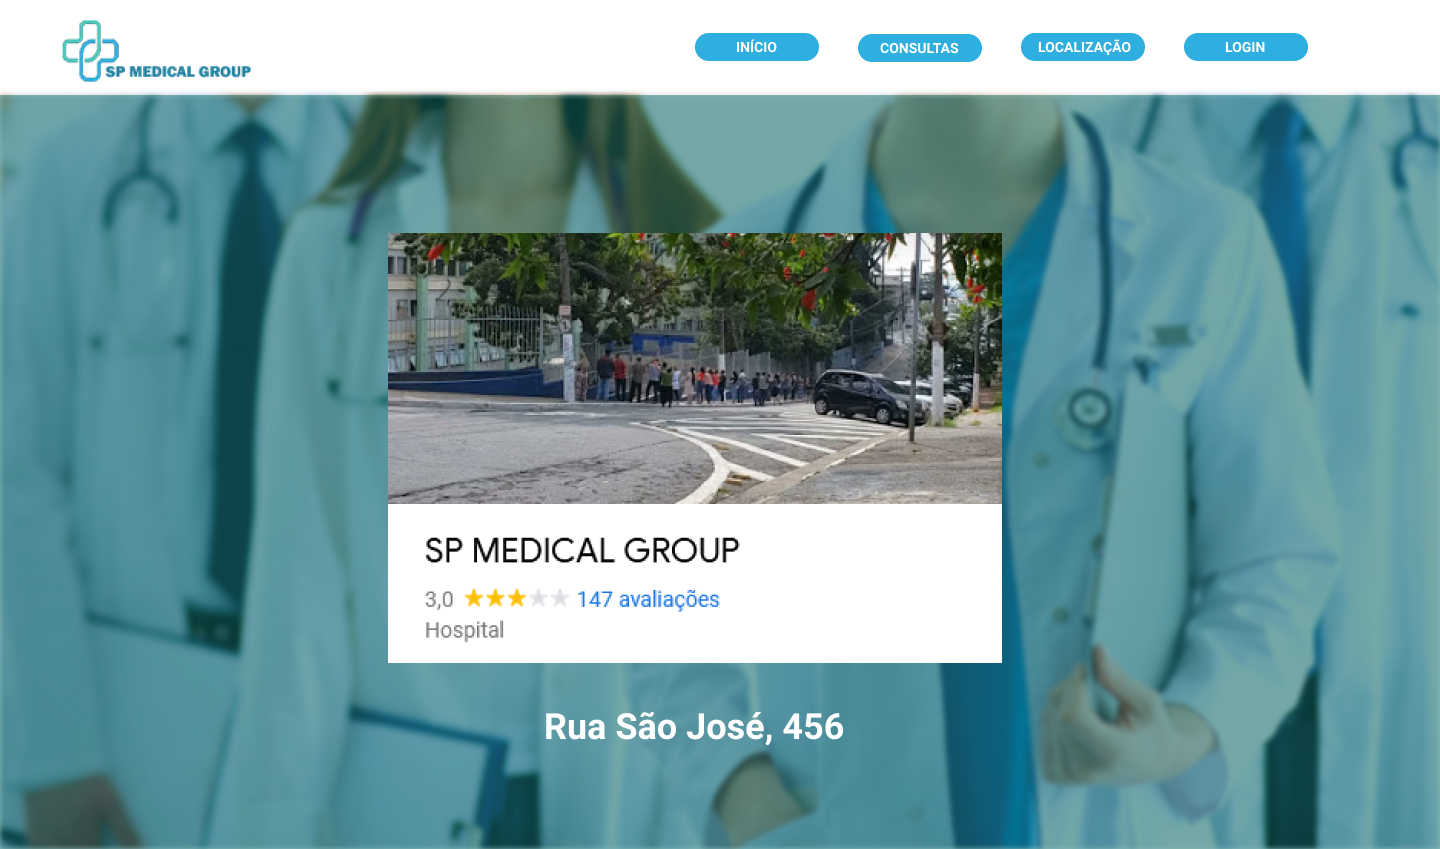 SP MEDICAL GROUP
INÍCIO
CONSULTAS
LOCALIZAÇÃO
LOGIN
SP MEDICAL GROUP
3,0 147 avaliações
Hospital
Rua São José, 456